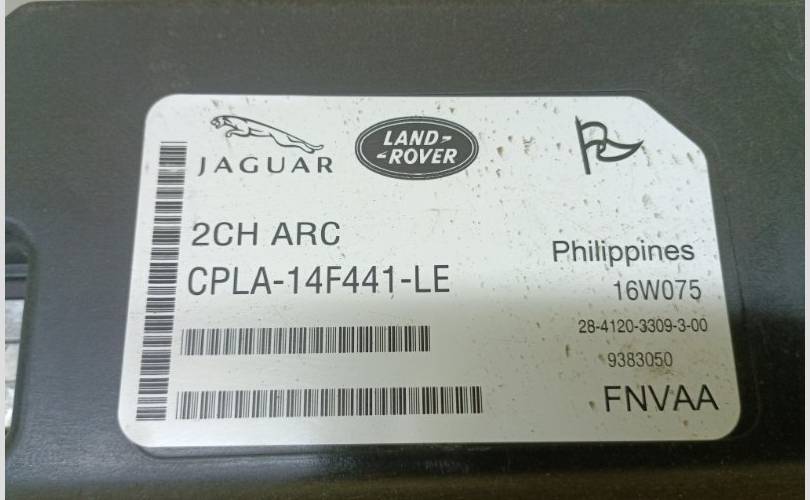 JAGUAR
LAND-
-ROVER
2CH ARC
CPLA-14F441-LE
Philippines
16W075
28-4120-3309-3-00
9383050
FNVAA